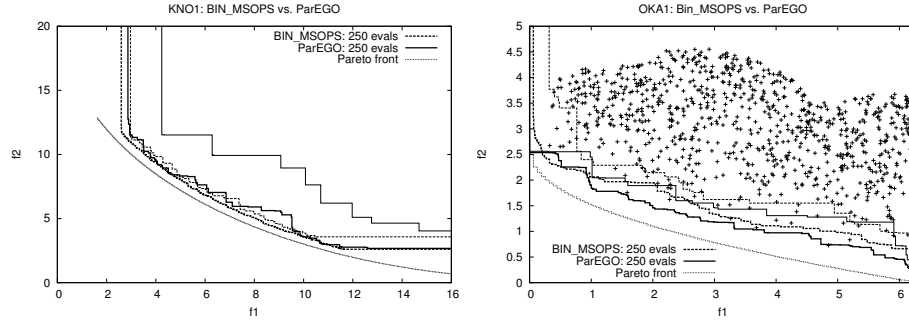 KNO1: BIN_MSOPS vs. ParEGO
20
15
10
5
0
f2
0 2 4 6 8 10 12 14 16
f1
BIN_MSOPS: 250 evals
ParEGO: 250 evals
Pareto front
OKA1: Bin_MSOPS vs. ParEGO
5
4.5
4
3.5
3
2.5
2
1.5
1
0.5
0
f2
0 1 2 3 4 5 6
f1
BIN_MSOPS: 250 evals
ParEGO: 250 evals
Pareto front